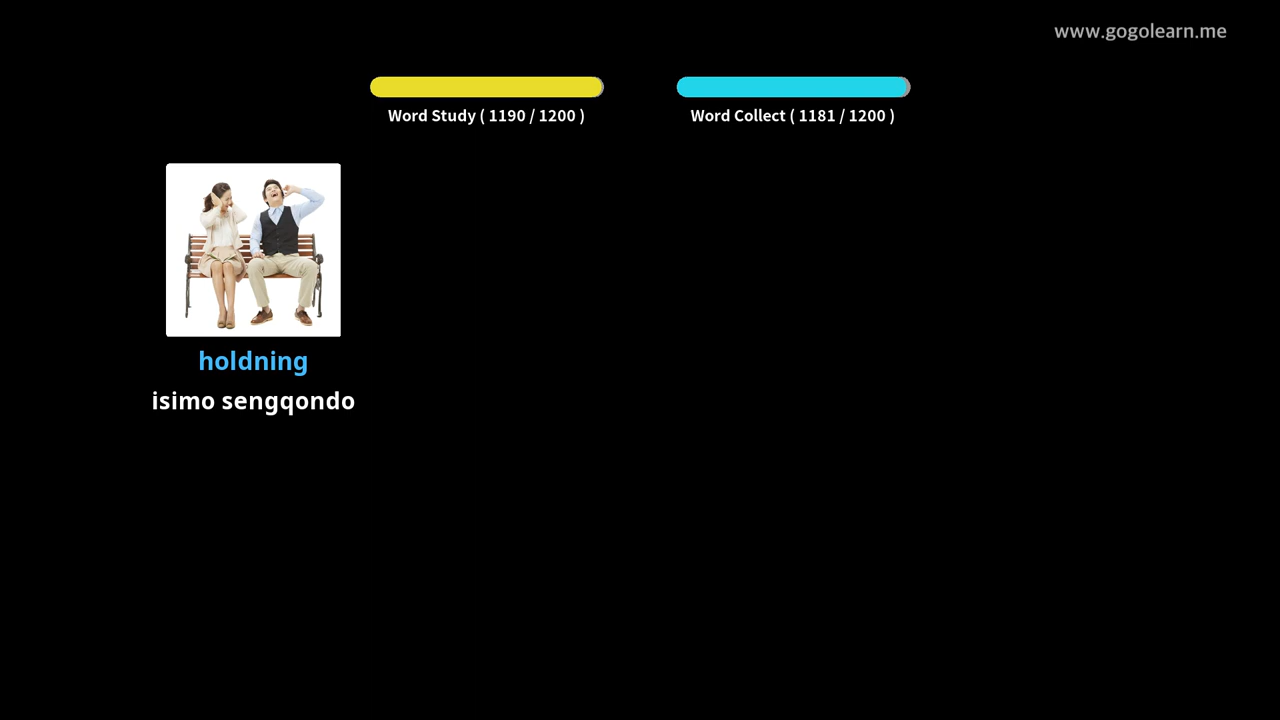 www.gogolearn.me
Word Study ( 1190 / 1200 )
Word Collect ( 1181 / 1200 )
holdning
isimo sengqondo